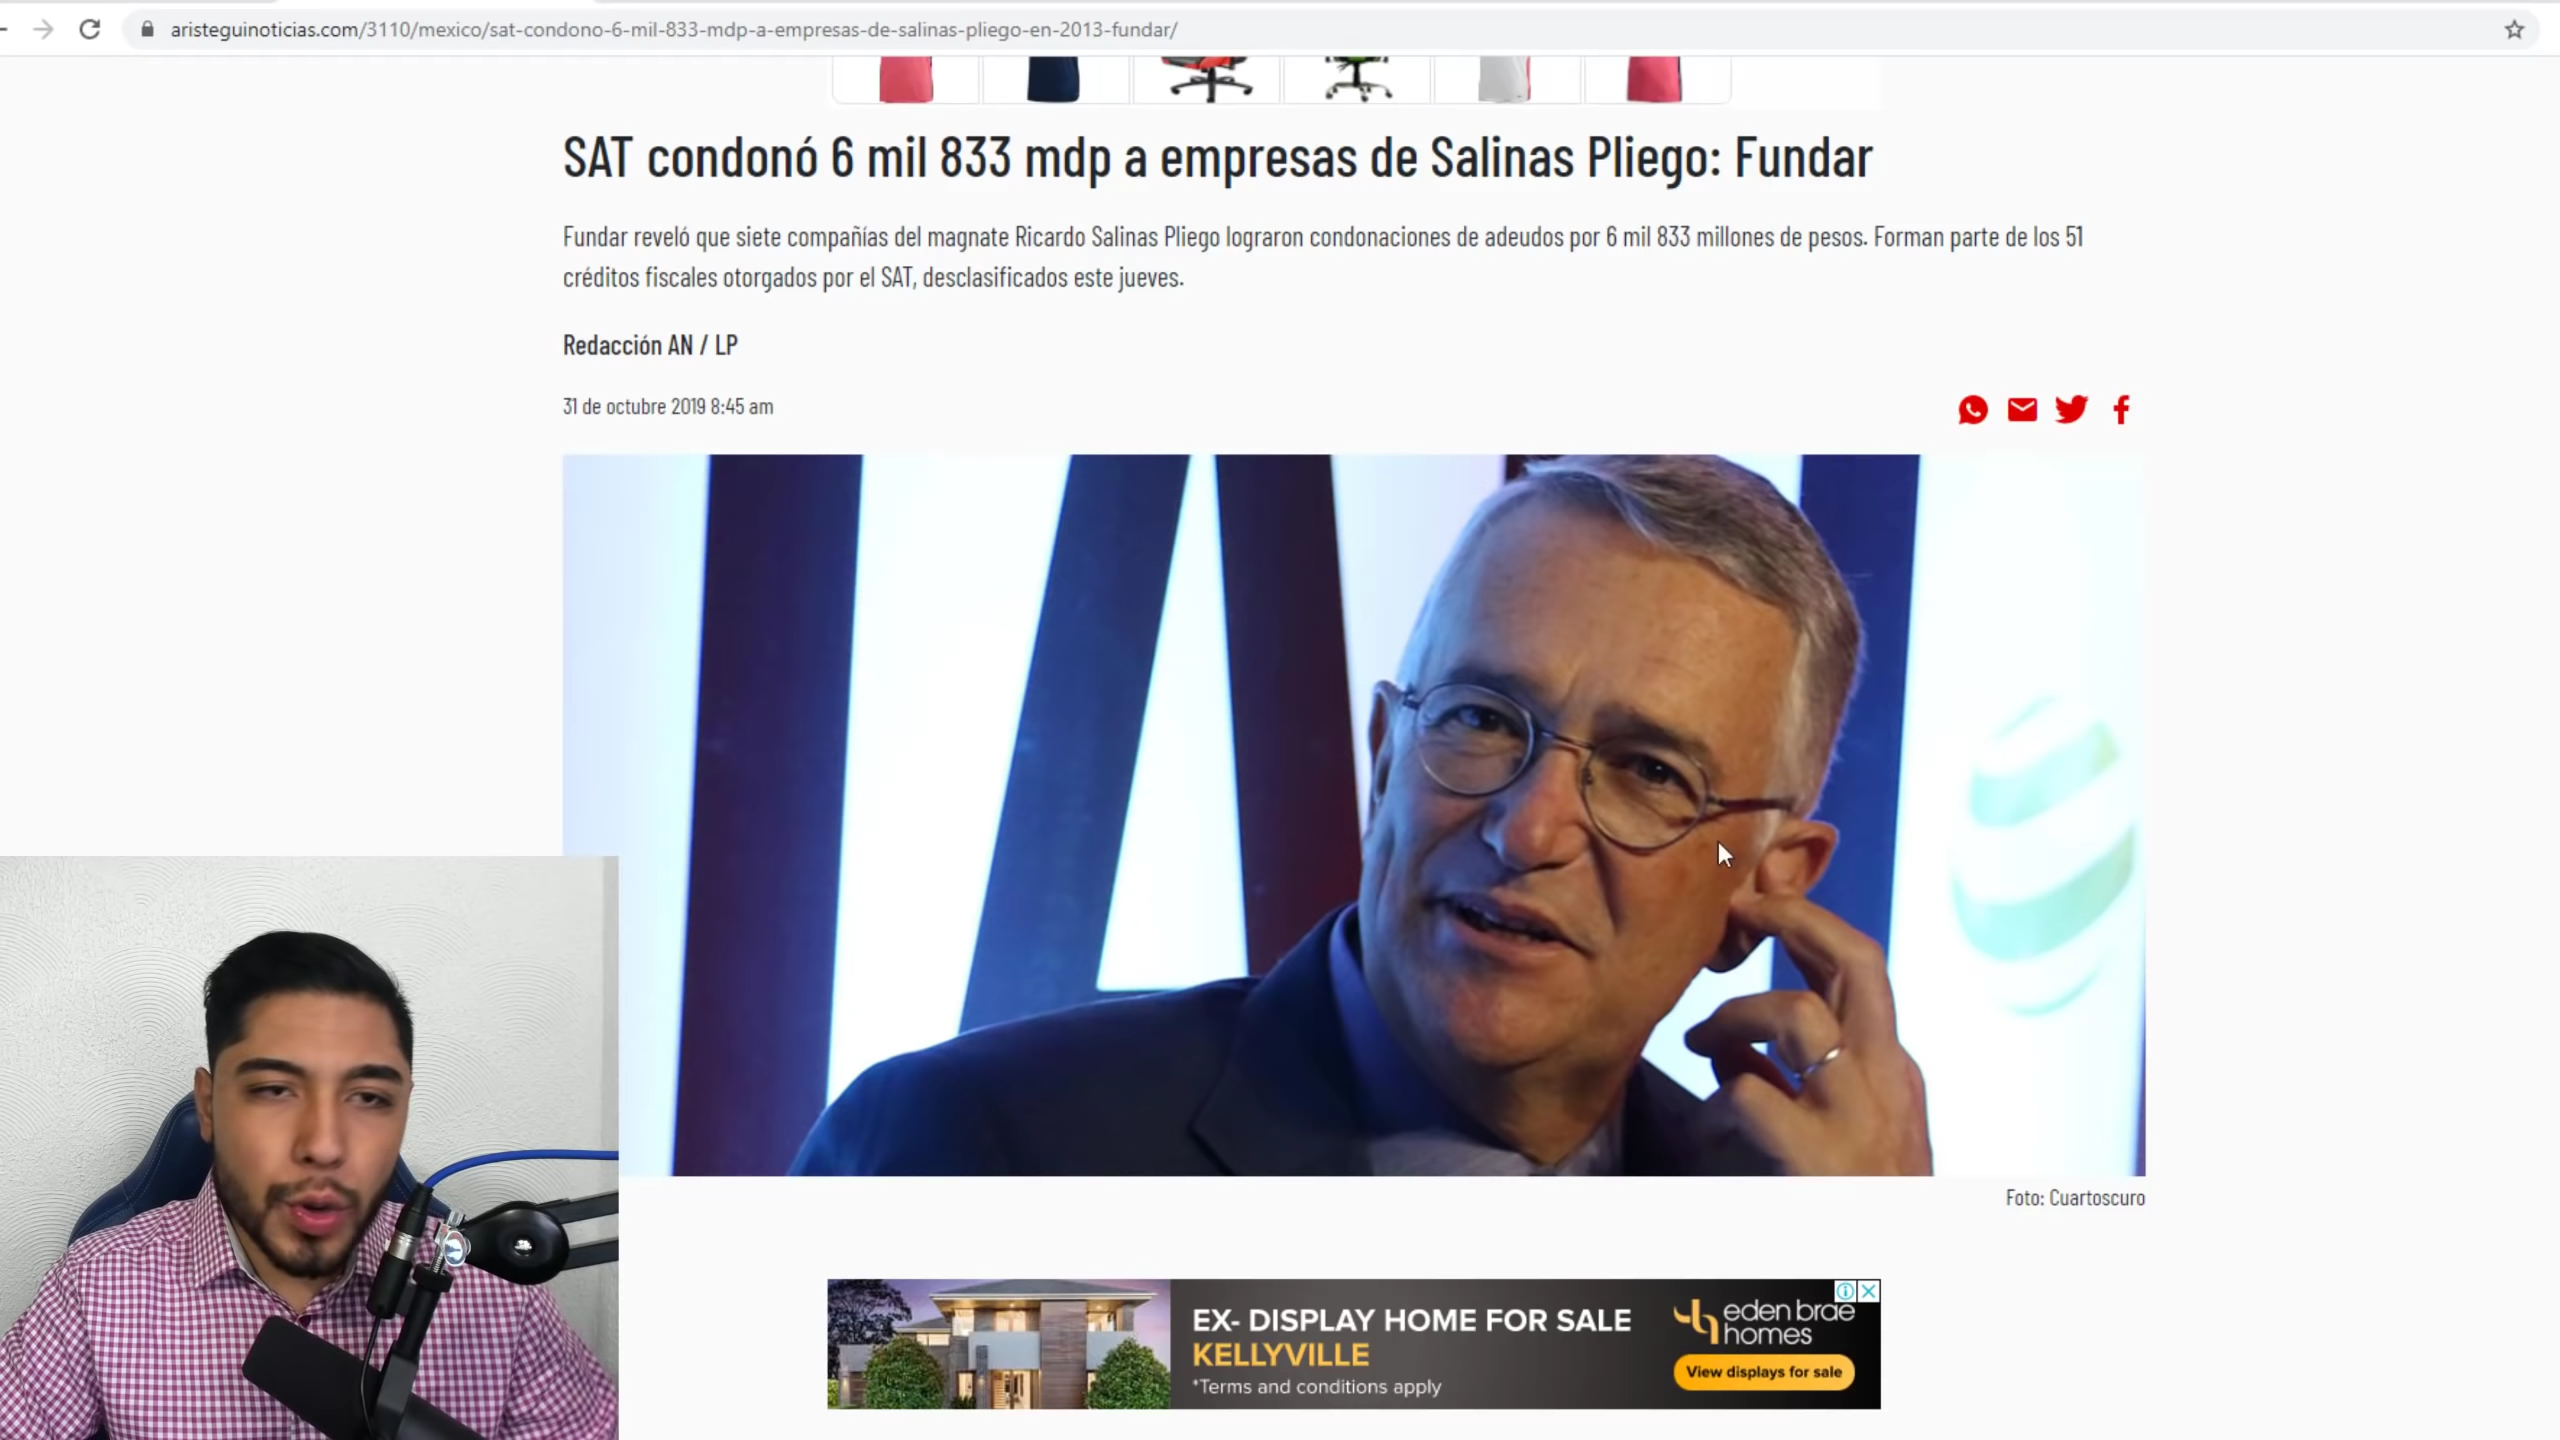 aristeguinoticias.com/3110/mexico/sat-condono-6-mil-833-mdp-a-empresas-de-salinas-pliego-en-2013-fundar/
SAT condonó 6 mil 833 mdp a empresas de Salinas Pliego: Fundar
Fundar reveló que siete compañías del magnate Ricardo Salinas Pliego lograron condonaciones de adeudos por 6 mil 833 millones de pesos. Forman parte de los 51
créditos fiscales otorgados por el SAT, desclasificados este jueves.
Redacción AN / LP
31 de octubre 2019 8:45 am
Foto: Cuartoscuro
EX- DISPLAY HOME FOR SALE
KELLYVILLE
*Terms and conditions apply
eden brae
homes
View displays for sale